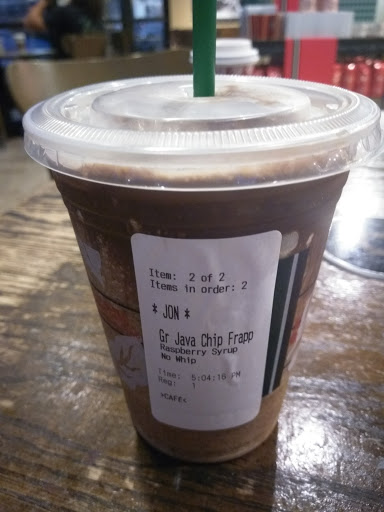 Item: 2 of 2
Items in order: 2
* JON *
Gr Java Chip Frapp
Raspberry Syrup
No Whip
Time: 5:04:16 PM
Reg: 1
>CAFE<